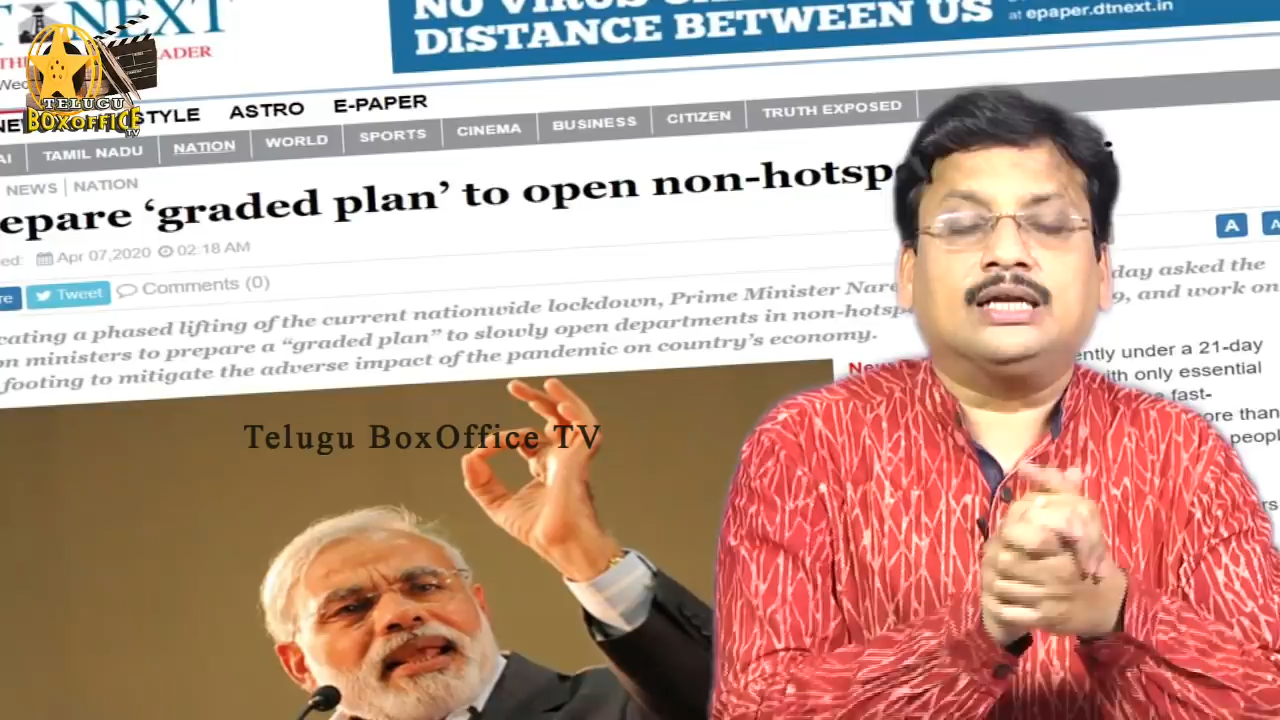 NEXT
NO VIRUS
DISTANCE BETWEEN US
at epaper.dtnext.in
TELUGU
BOXOFFICE
TV
STYLE ASTRO E-PAPER
TAMIL NADU NATION WORLD SPORTS CINEMA BUSINESS CITIZEN TRUTH EXPOSED
NEWS | NATION
epare ‘graded plan’ to open non-hotsp
Apr 07,2020 02:18 AM
A
Tweet Comments (0)
cating a phased lifting of the current nationwide lockdown, Prime Minister Nare day asked the
on ministers to prepare a “graded plan” to slowly open departments in non-hotsp 9, and work on
footing to mitigate the adverse impact of the pandemic on country’s economy.
ently under a 21-day
ith only essential
fast-
ore than
peopl
Telugu BoxOffice TV